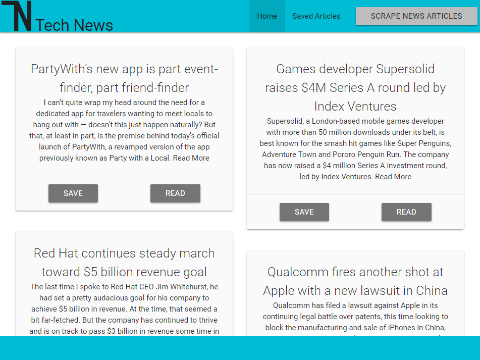 TN Tech News
Home
Saved Articles
SCRAPE NEWS ARTICLES
PartyWith's new app is part event-
finder, part friend-finder
I can't quite wrap my head around the need for a
dedicated app for travelers wanting to meet locals to
hang out with — doesn't this just happen naturally? But
that, at least in part, is the premise behind today's official
launch of PartyWith, a revamped version of the app
previously known as Party with a Local. Read More
SAVE
READ
Games developer Supersolid
raises $4M Series A round led by
Index Ventures
Supersolid, a London-based mobile games developer
with more than 50 million downloads under its belt, is
best known for the smash hit games like Super Penguins,
Adventure Town and Pororo Penguin Run. The company
has now raised a $4 million Series A investment round,
led by Index Ventures. Read More
SAVE
READ
Red Hat continues steady march
toward $5 billion revenue goal
The last time I spoke to Red Hat CEO Jim Whitehurst, he
had set a pretty audacious goal for his company to
achieve $5 billion in revenue. At the time, that seemed a
bit far-fetched. But the company has continued to thrive
and is on track to pass $3 billion in revenue some time in
Qualcomm fires another shot at
Apple with a new lawsuit in China
Qualcomm has filed a lawsuit against Apple in its
continuing legal battle over patents, this time looking to
block the manufacturing and sale of iPhones in China,